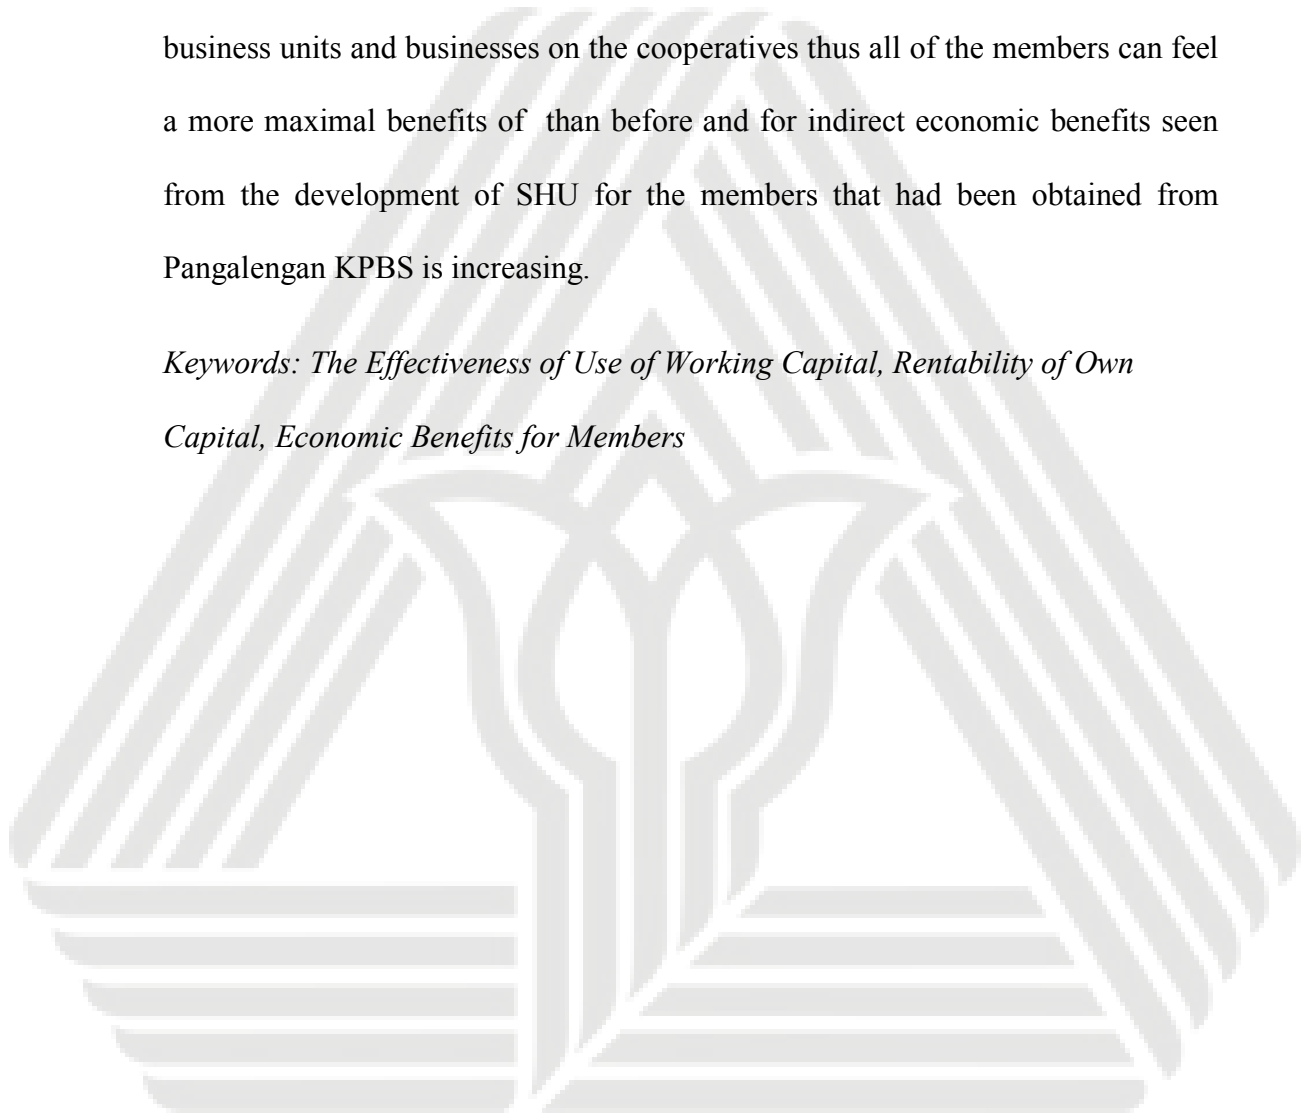 business units and businesses on the cooperatives thus all of the members can feel
a more maximal benefits of  than before and for indirect economic benefits seen
from the development of SHU for the members that had been obtained from
Pangalengan KPBS is increasing.
Keywords: The Effectiveness of Use of Working Capital, Rentability of Own
Capital, Economic Benefits for Members